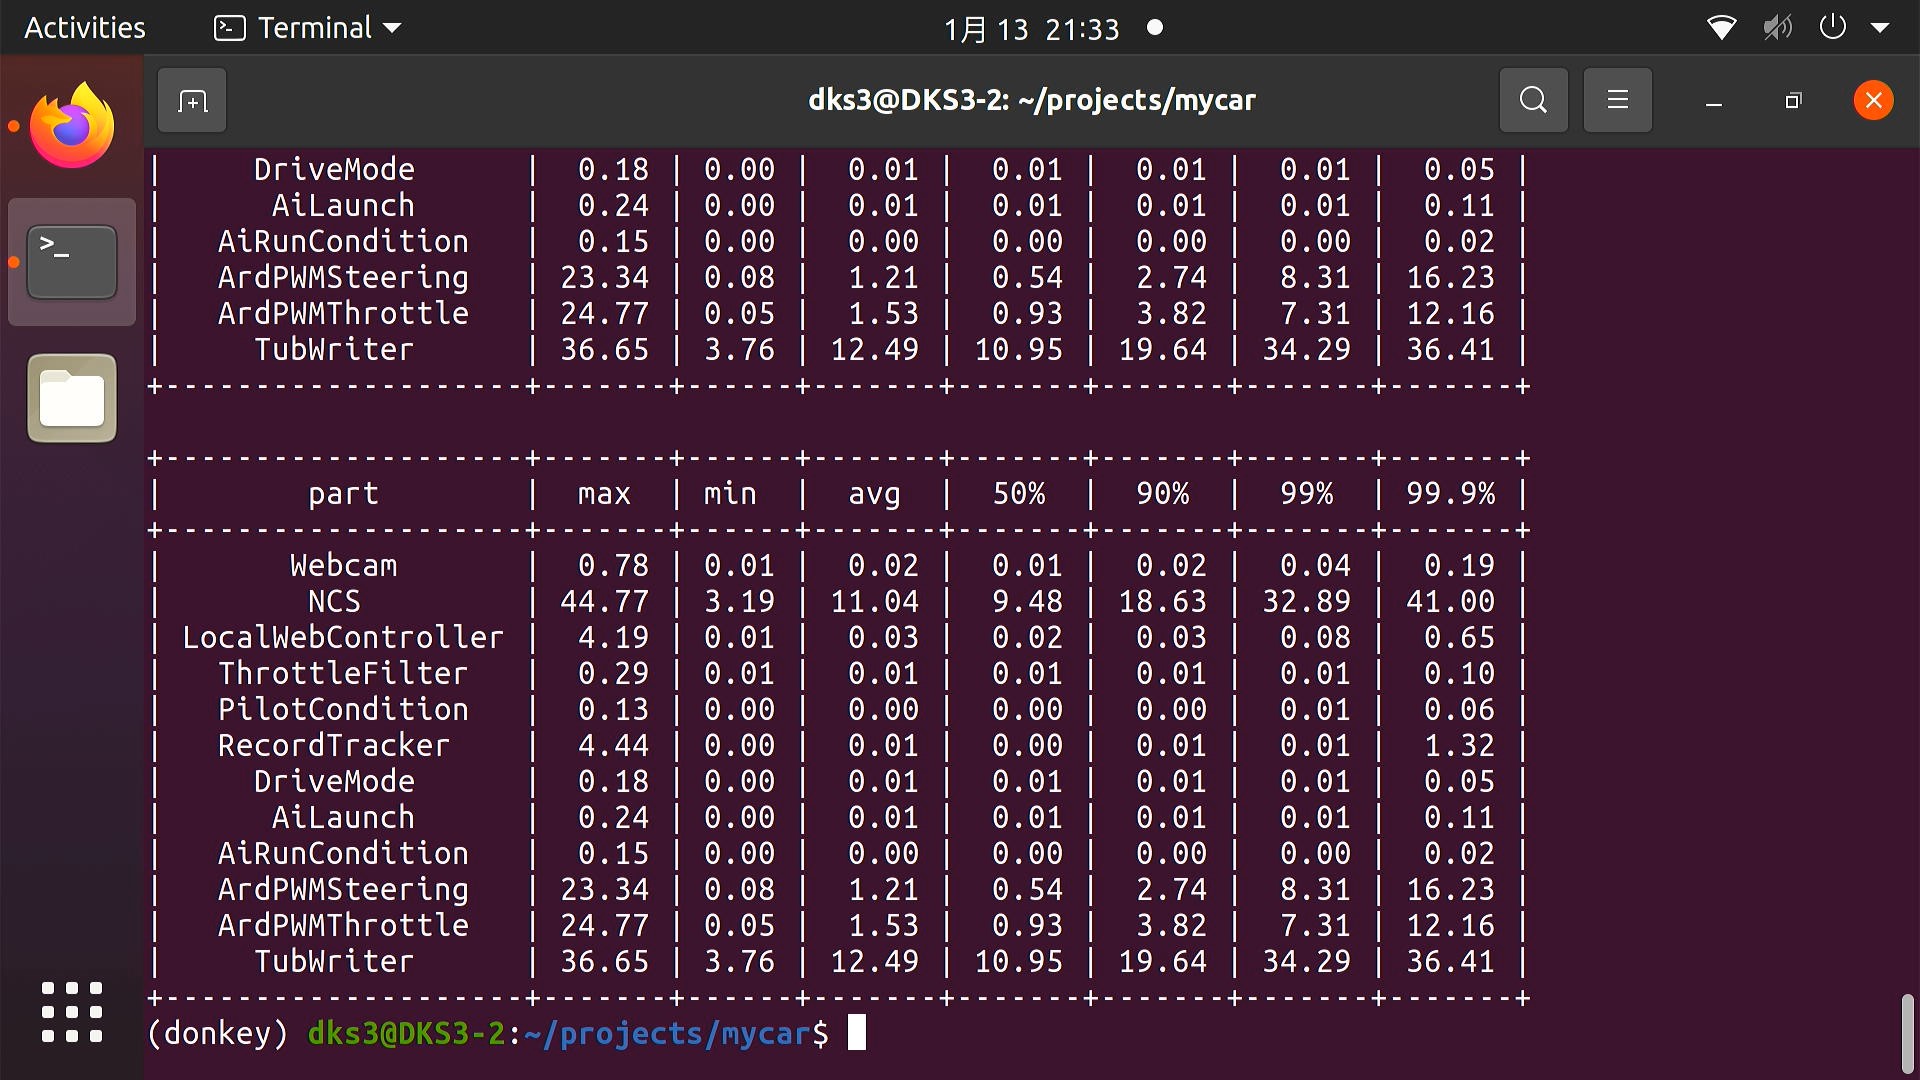 Activities Terminal 1月 13 21:33
dks3@DKS3-2: ~/projects/mycar
| DriveMode | 0.18 | 0.00 | 0.01 | 0.01 | 0.01 | 0.01 | 0.05 |
| AiLaunch | 0.24 | 0.00 | 0.01 | 0.01 | 0.01 | 0.01 | 0.11 |
| AiRunCondition | 0.15 | 0.00 | 0.00 | 0.00 | 0.00 | 0.00 | 0.02 |
| ArdPWMSteering | 23.34 | 0.08 | 1.21 | 0.54 | 2.74 | 8.31 | 16.23 |
| ArdPWMThrottle | 24.77 | 0.05 | 1.53 | 0.93 | 3.82 | 7.31 | 12.16 |
| TubWriter | 36.65 | 3.76 | 12.49 | 10.95 | 19.64 | 34.29 | 36.41 |
+--------------------+-------+------+-------+-------+-------+-------+-------+
+--------------------+-------+------+-------+-------+-------+-------+-------+
| part | max | min | avg | 50% | 90% | 99% | 99.9% |
+--------------------+-------+------+-------+-------+-------+-------+-------+
| Webcam | 0.78 | 0.01 | 0.02 | 0.01 | 0.02 | 0.04 | 0.19 |
| NCS | 44.77 | 3.19 | 11.04 | 9.48 | 18.63 | 32.89 | 41.00 |
| LocalWebController | 4.19 | 0.01 | 0.03 | 0.02 | 0.03 | 0.08 | 0.65 |
| ThrottleFilter | 0.29 | 0.01 | 0.01 | 0.01 | 0.01 | 0.01 | 0.10 |
| PilotCondition | 0.13 | 0.00 | 0.00 | 0.00 | 0.00 | 0.01 | 0.06 |
| RecordTracker | 4.44 | 0.00 | 0.01 | 0.00 | 0.01 | 0.01 | 1.32 |
| DriveMode | 0.18 | 0.00 | 0.01 | 0.01 | 0.01 | 0.01 | 0.05 |
| AiLaunch | 0.24 | 0.00 | 0.01 | 0.01 | 0.01 | 0.01 | 0.11 |
| AiRunCondition | 0.15 | 0.00 | 0.00 | 0.00 | 0.00 | 0.00 | 0.02 |
| ArdPWMSteering | 23.34 | 0.08 | 1.21 | 0.54 | 2.74 | 8.31 | 16.23 |
| ArdPWMThrottle | 24.77 | 0.05 | 1.53 | 0.93 | 3.82 | 7.31 | 12.16 |
| TubWriter | 36.65 | 3.76 | 12.49 | 10.95 | 19.64 | 34.29 | 36.41 |
+--------------------+-------+------+-------+-------+-------+-------+-------+
(donkey) dks3@DKS3-2:~/projects/mycar$